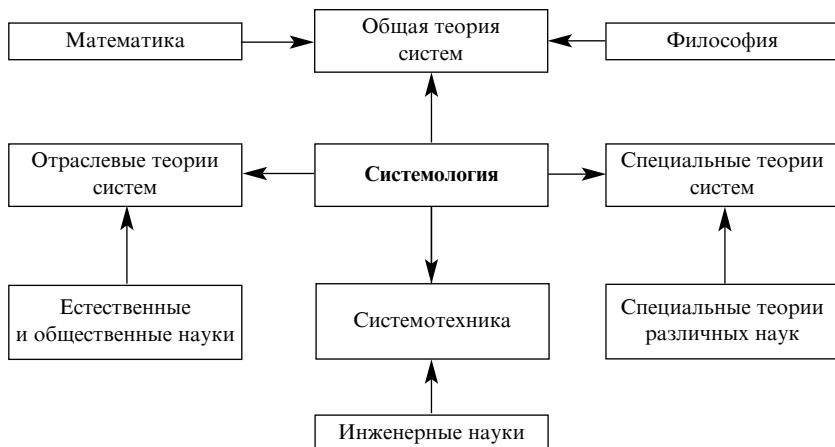 Математика
Общая теория
систем
Философия
Отраслевые теории
систем
Системология
Специальные теории
систем
Естественные
и общественные науки
Системотехника
Специальные теории
различных наук
Инженерные науки